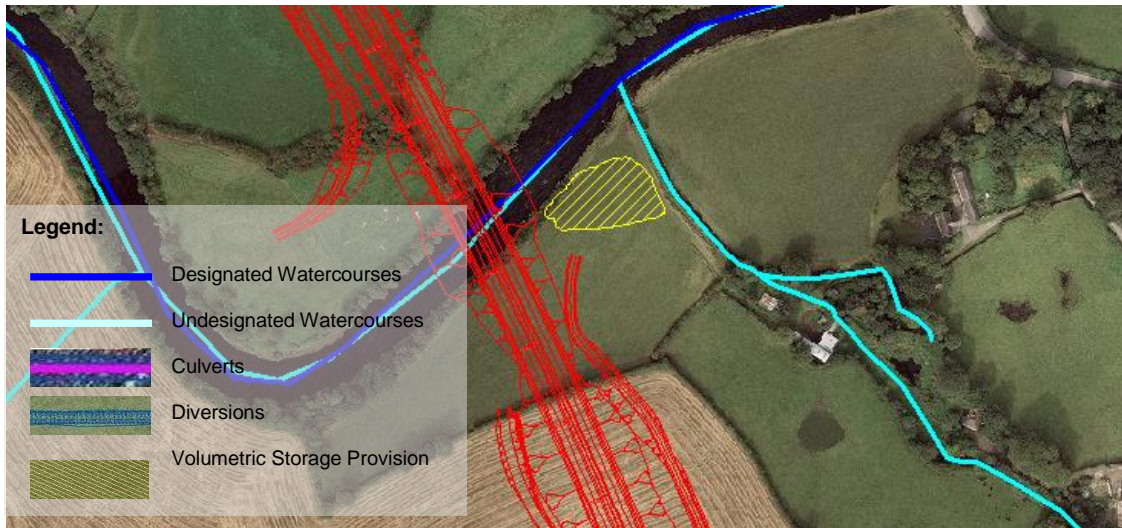 Legend:
Designated Watercourses
Undesignated Watercourses
Culverts
Diversions
Volumetric Storage Provision